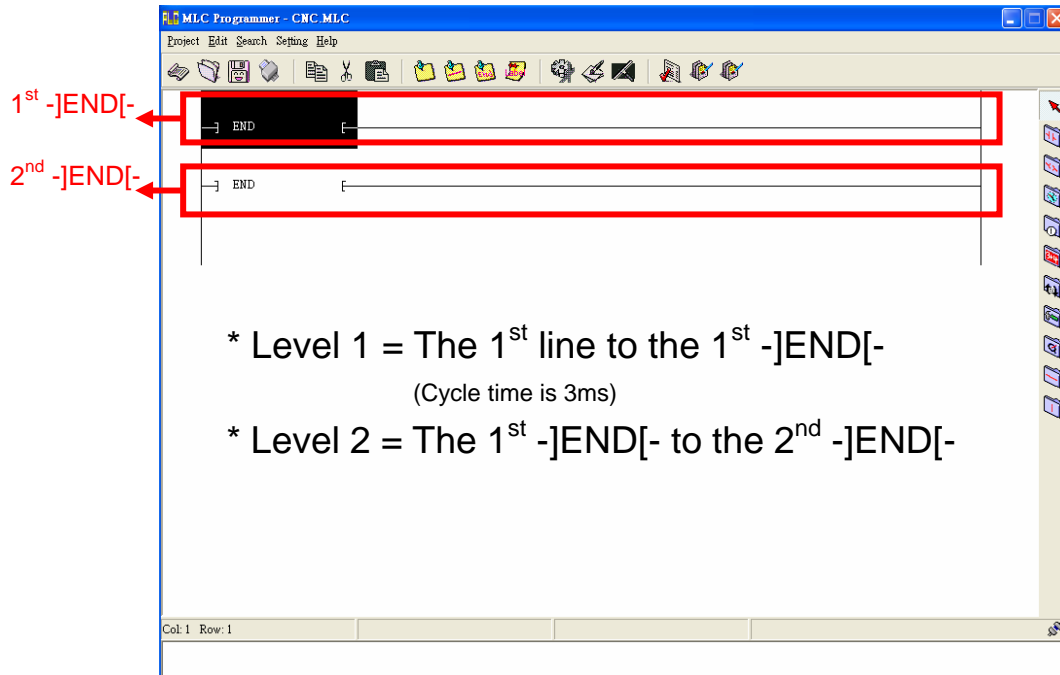 MLC Programmer - CNC.MLC
Project Edit Search Setting Help
1st -]END[-
END
2nd -]END[-
END
* Level 1 = The 1st line to the 1st -]END[-
(Cycle time is 3ms)
* Level 2 = The 1st -]END[- to the 2nd -]END[-
Col: 1 Row: 1